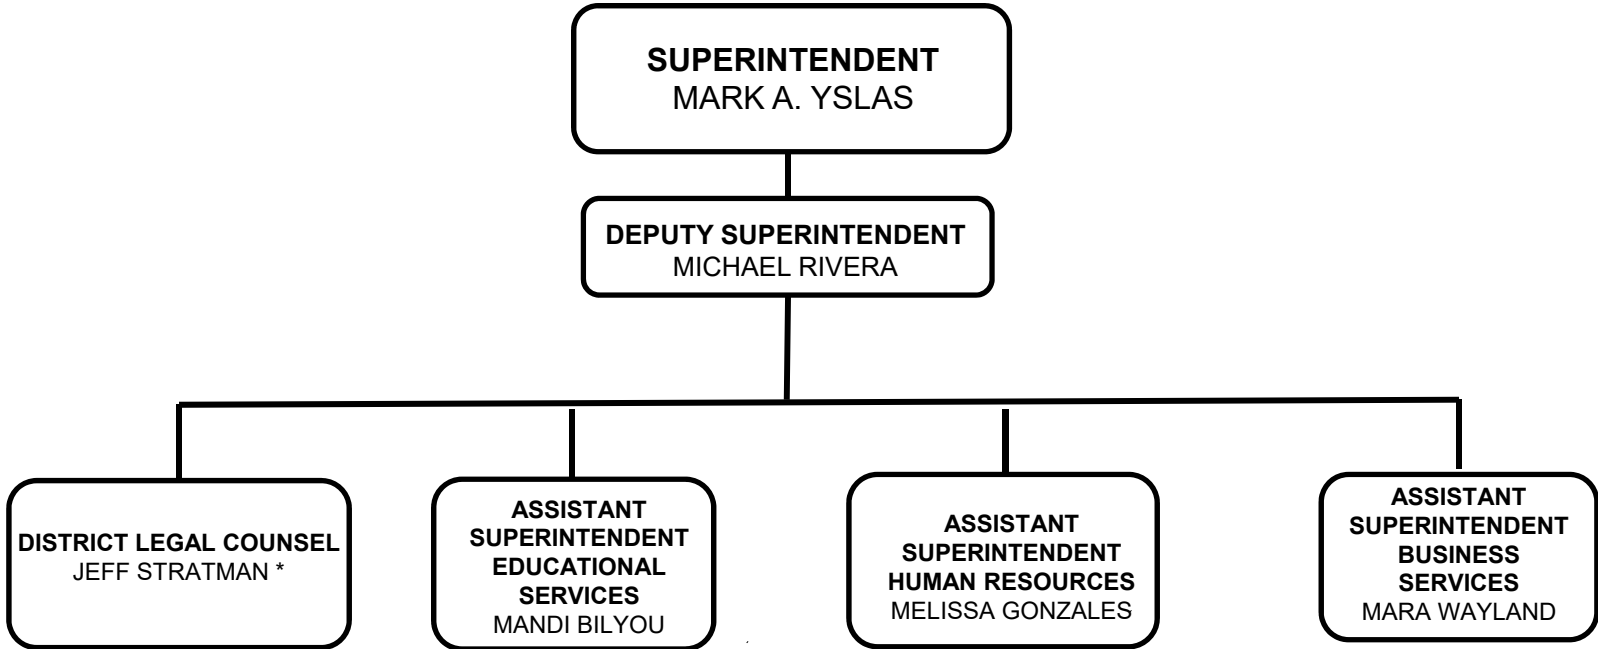 SUPERINTENDENT
MARK A. YSLAS
DEPUTY SUPERINTENDENT
MICHAEL RIVERA
DISTRICT LEGAL COUNSEL
JEFF STRATMAN *
ASSISTANT
SUPERINTENDENT
EDUCATIONAL
SERVICES
MANDI BILYOU
ASSISTANT
SUPERINTENDENT
HUMAN RESOURCES
MELISSA GONZALES
ASSISTANT
SUPERINTENDENT
BUSINESS
SERVICES
MARA WAYLAND